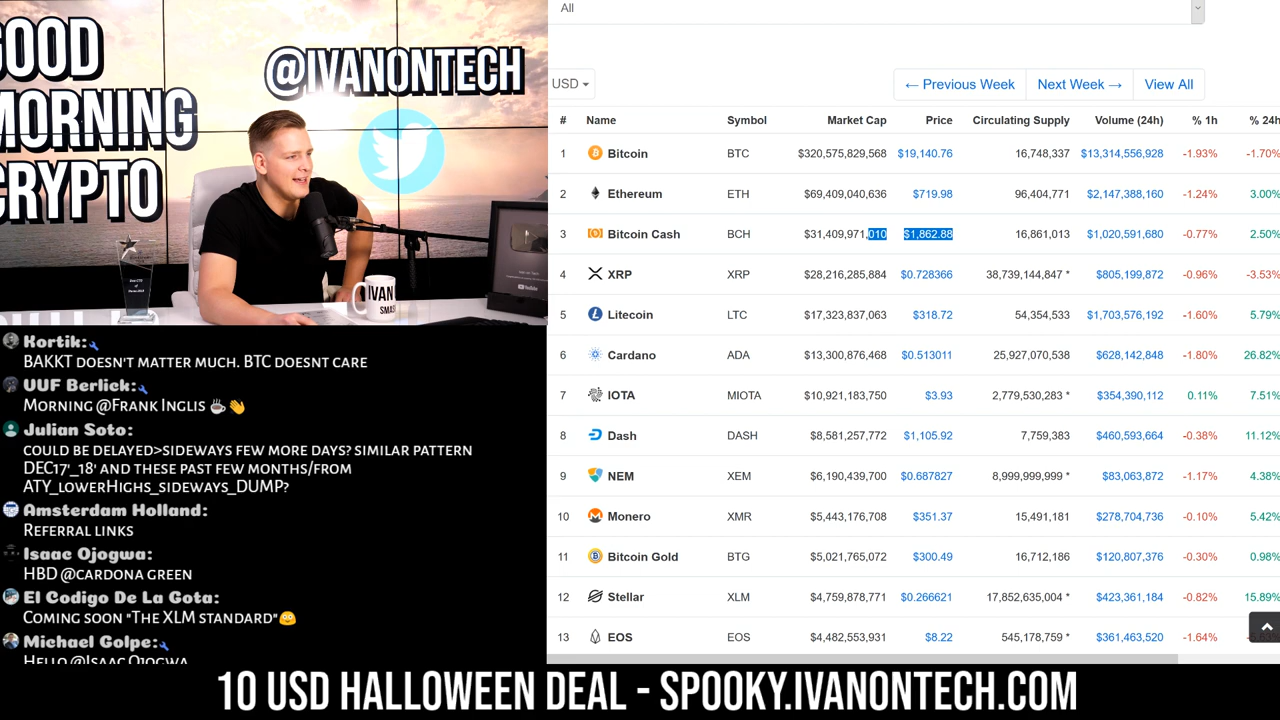 GOOD
MORNING
CRYPTO
@IVANONTECH
IVAN
Kortik:
BAKKT DOESN'T MATTER MUCH. BTC DOESNT CARE
UUF Berlick:
MORNING @FRANK INGLIS ☕👋
Julian Soto:
COULD BE DELAYED>SIDEWAYS FEW MORE DAYS? SIMILAR PATTERN
DEC17'_18' AND THESE PAST FEW MONTHS/FROM
ATY_LOWERHIGHS_SIDEWAYS_DUMP?
Amsterdam Holland:
REFERRAL LINKS
Isaac Ojogwa:
HBD @CARDONA GREEN
El Codigo De La Gota:
COMING SOON "THE XLM STANDARD"😳
Michael Golpe:
HELLO @ISAAC OJOGWA
All
USD
← Previous Week Next Week → View All
# Name Symbol Market Cap Price Circulating Supply Volume (24h) % 1h % 24h
1 Bitcoin BTC $320,575,829,568 $19,140.76 16,748,337 $13,314,556,928 -1.93% -1.70%
2 Ethereum ETH $69,409,040,636 $719.98 96,404,771 $2,147,388,160 -1.24% 3.00%
3 Bitcoin Cash BCH $31,409,971,010 $1,862.88 16,861,013 $1,020,591,680 -0.77% 2.50%
4 XRP XRP $28,216,285,884 $0.728366 38,739,144,847 * $805,199,872 -0.96% -3.53%
5 Litecoin LTC $17,323,837,063 $318.72 54,354,533 $1,703,576,192 -1.60% 5.79%
6 Cardano ADA $13,300,876,468 $0.513011 25,927,070,538 $628,142,848 -1.80% 26.82%
7 IOTA MIOTA $10,921,183,750 $3.93 2,779,530,283 * $354,390,112 0.11% 7.51%
8 Dash DASH $8,581,257,772 $1,105.92 7,759,383 $460,593,664 -0.38% 11.12%
9 NEM XEM $6,190,439,700 $0.687827 8,999,999,999 * $83,063,872 -1.17% 4.38%
10 Monero XMR $5,443,176,708 $351.37 15,491,181 $278,704,736 -0.10% 5.42%
11 Bitcoin Gold BTG $5,021,765,072 $300.49 16,712,186 $120,807,376 -0.30% 0.98%
12 Stellar XLM $4,759,878,771 $0.266621 17,852,635,004 * $423,361,184 -0.82% 15.89%
13 EOS EOS $4,482,553,931 $8.22 545,178,759 * $361,463,520 -1.64%
10 USD HALLOWEEN DEAL - SPOOKY.IVANONTECH.COM